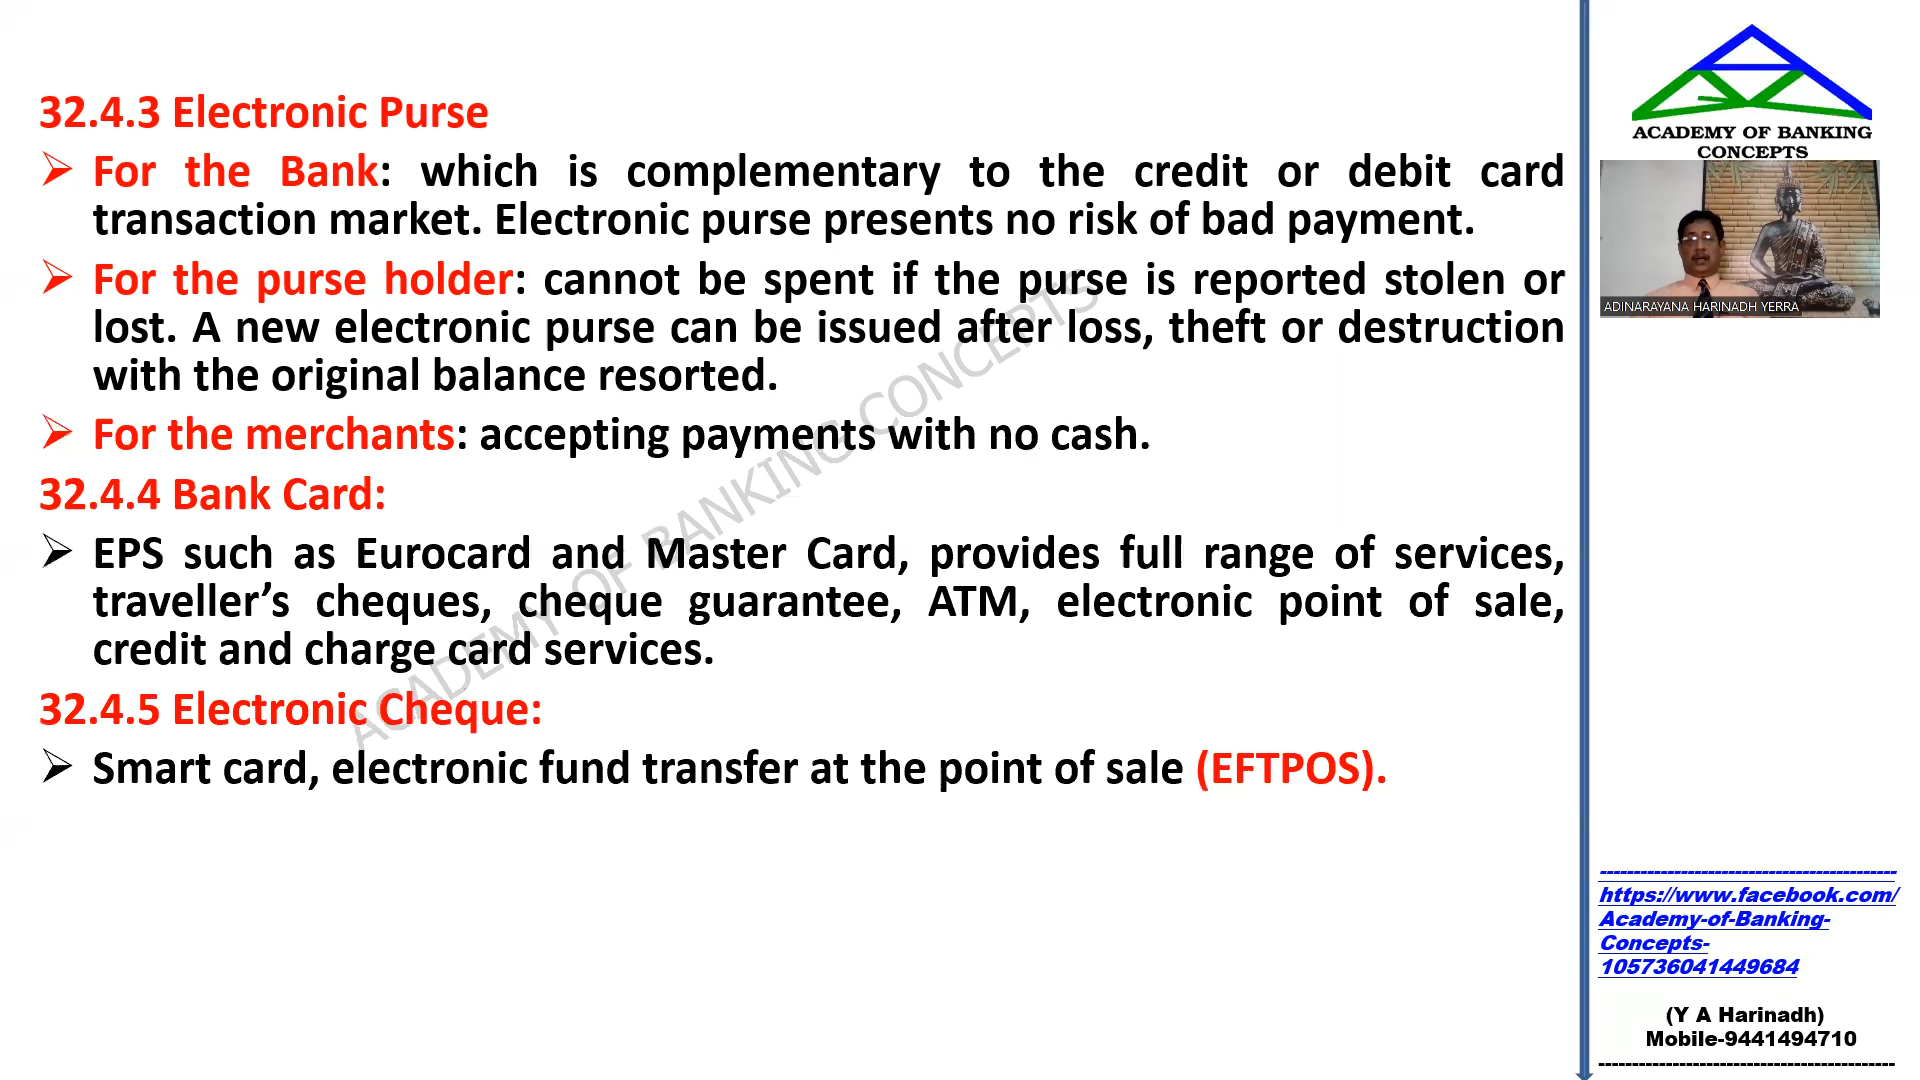 32.4.3 Electronic Purse
For the Bank: which is complementary to the credit or debit card
transaction market. Electronic purse presents no risk of bad payment.
For the purse holder: cannot be spent if the purse is reported stolen or
lost. A new electronic purse can be issued after loss, theft or destruction
with the original balance resorted.
For the merchants: accepting payments with no cash.
32.4.4 Bank Card:
EPS such as Eurocard and Master Card, provides full range of services,
traveller’s cheques, cheque guarantee, ATM, electronic point of sale,
credit and charge card services.
32.4.5 Electronic Cheque:
Smart card, electronic fund transfer at the point of sale (EFTPOS).
ACADEMY OF BANKING CONCEPTS
ACADEMY OF BANKING
CONCEPTS
ADINARAYANA HARINADH YERRA
https://www.facebook.com/
Academy-of-Banking-
Concepts-
105736041449684
(Y A Harinadh)
Mobile-9441494710